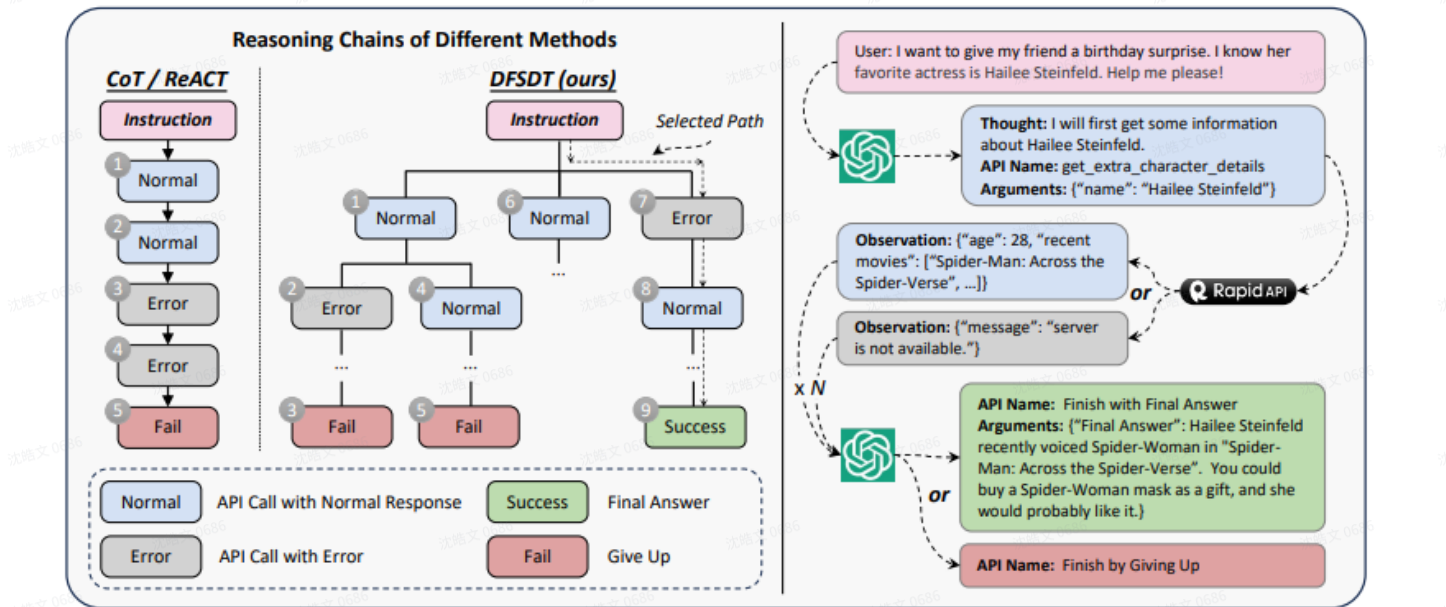 Reasoning Chains of Different Methods
CoT / ReACT
Instruction
1
Normal
2
Normal
3
Error
4
Error
5
Fail
DFSDT (ours)
Instruction
Selected Path
1
Normal
6
Normal
7
Error
...
2
Error
4
Normal
8
Normal
...
...
...
3
Fail
5
Fail
9
Success
Normal
API Call with Normal Response
Success
Final Answer
Error
API Call with Error
Fail
Give Up
User: I want to give my friend a birthday surprise. I know her
favorite actress is Hailee Steinfeld. Help me please!
Thought: I will first get some information
about Hailee Steinfeld.
API Name: get_extra_character_details
Arguments: {“name”: “Hailee Steinfeld”}
Observation: {“age”: 28, “recent
movies”: [“Spider-Man: Across the
Spider-Verse”, …]}
or
Rapid API
Observation: {“message”: “server
is not available.”}
x N
API Name: Finish with Final Answer
Arguments: {“Final Answer”: Hailee Steinfeld
recently voiced Spider-Woman in "Spider-
Man: Across the Spider-Verse”. You could
buy a Spider-Woman mask as a gift, and she
would probably like it.}
or
API Name: Finish by Giving Up
沈皓文 0686